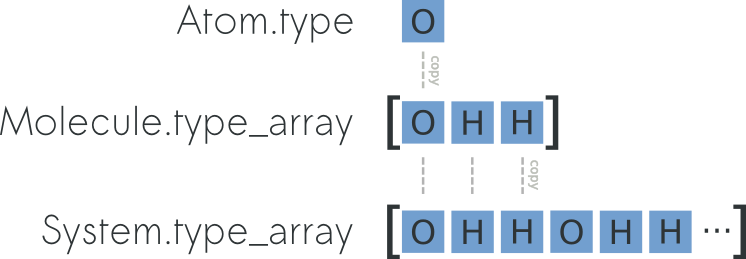 Atom.type O
copy
Molecule.type_array [ O H H ]
copy
System.type_array [ O H H O H H ... ]